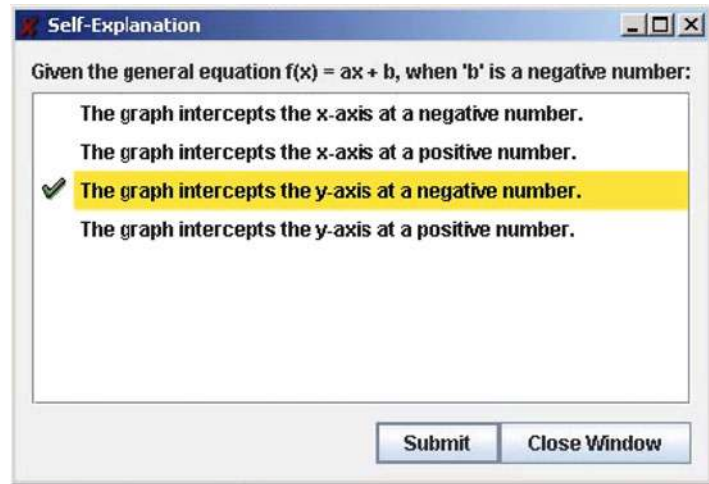 Self-Explanation
Given the general equation f(x) = ax + b, when 'b' is a negative number:
The graph intercepts the x-axis at a negative number.
The graph intercepts the x-axis at a positive number.
The graph intercepts the y-axis at a negative number.
The graph intercepts the y-axis at a positive number.
Submit Close Window